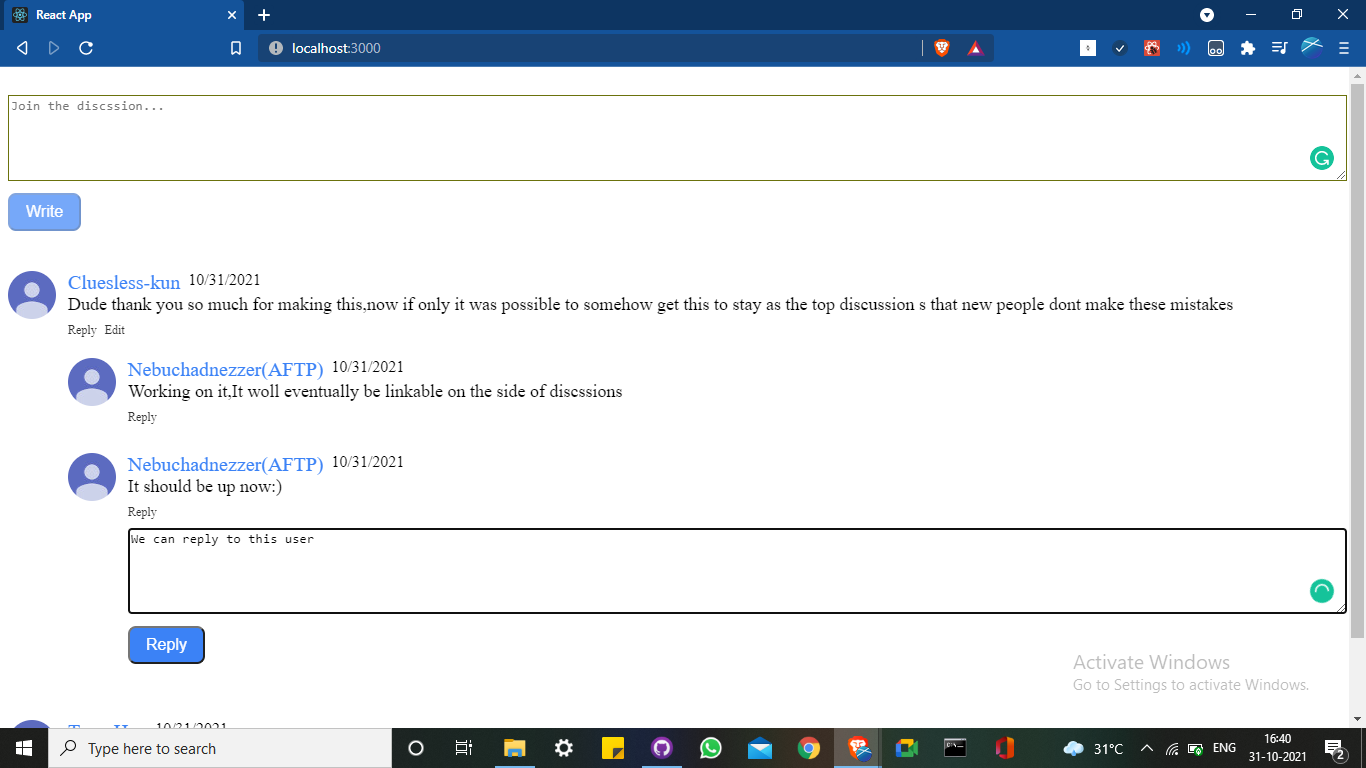 React App
localhost:3000
Join the discssion...
Write
Cluesless-kun 10/31/2021
Dude thank you so much for making this,now if only it was possible to somehow get this to stay as the top discussion s that new people dont make these mistakes
Reply Edit
Nebuchadnezzer(AFTP) 10/31/2021
Working on it,It woll eventually be linkable on the side of discssions
Reply
Nebuchadnezzer(AFTP) 10/31/2021
It should be up now:)
Reply
We can reply to this user
Reply
Activate Windows
Go to Settings to activate Windows.
10/31/2021
Type here to search
31°C
ENG
16:40
31-10-2021
2